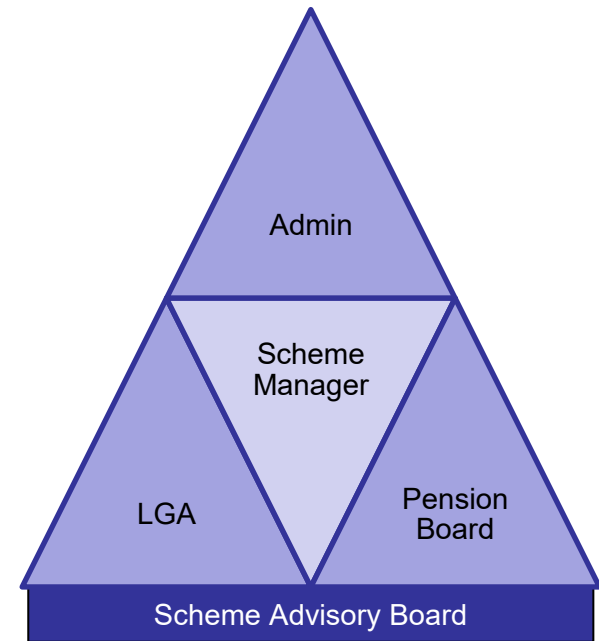 Admin
Scheme
Manager
LGA
Pension
Board
Scheme Advisory Board